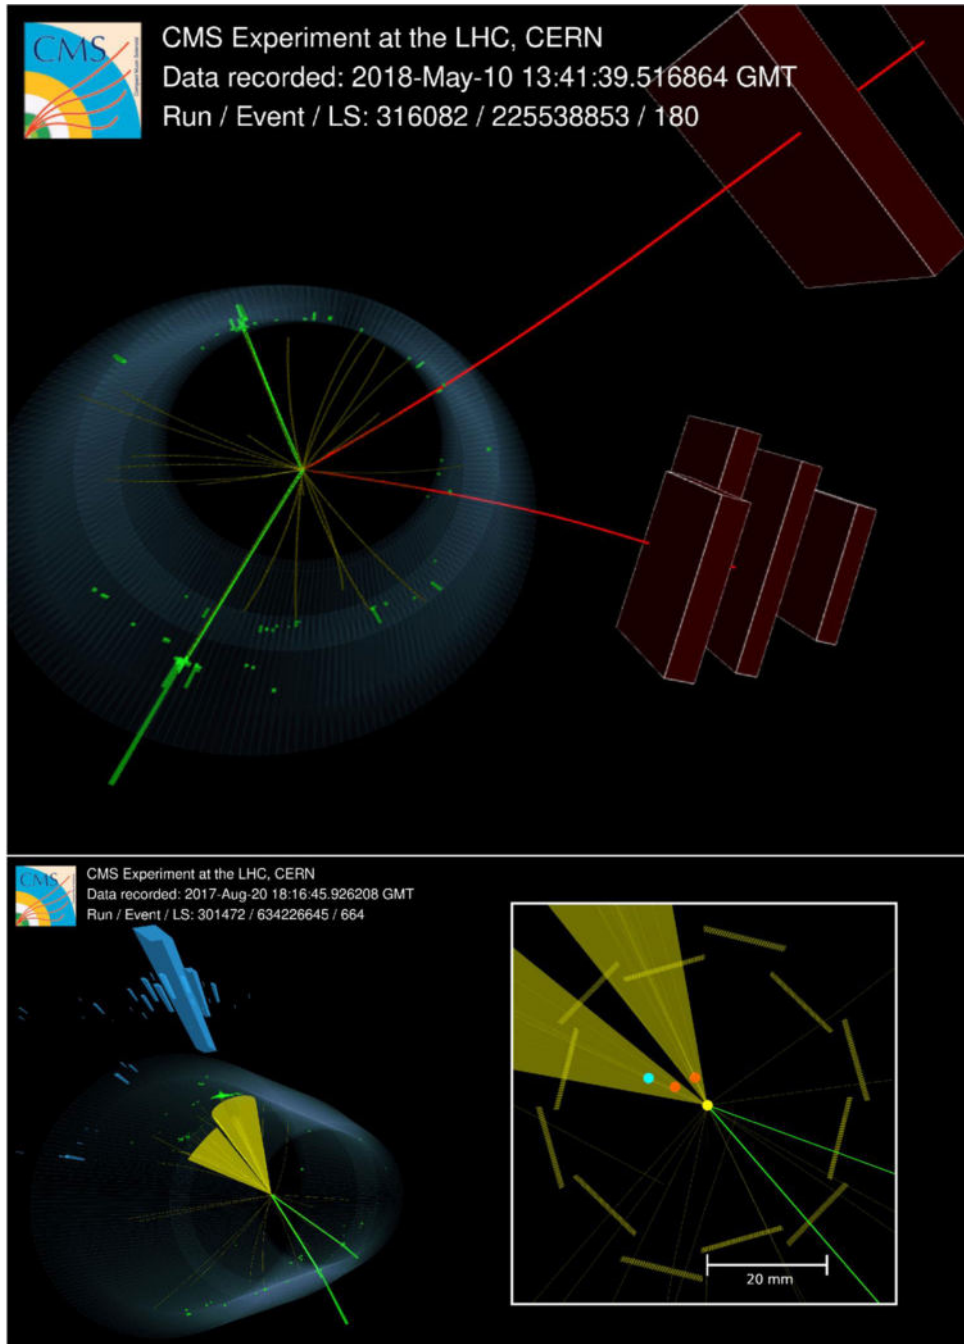 CMS
CMS Experiment at the LHC, CERN
Data recorded: 2018-May-10 13:41:39.516864 GMT
Run / Event / LS: 316082 / 225538853 / 180
CMS
CMS Experiment at the LHC, CERN
Data recorded: 2017-Aug-20 18:16:45.926208 GMT
Run / Event / LS: 301472 / 634226645 / 664
20 mm